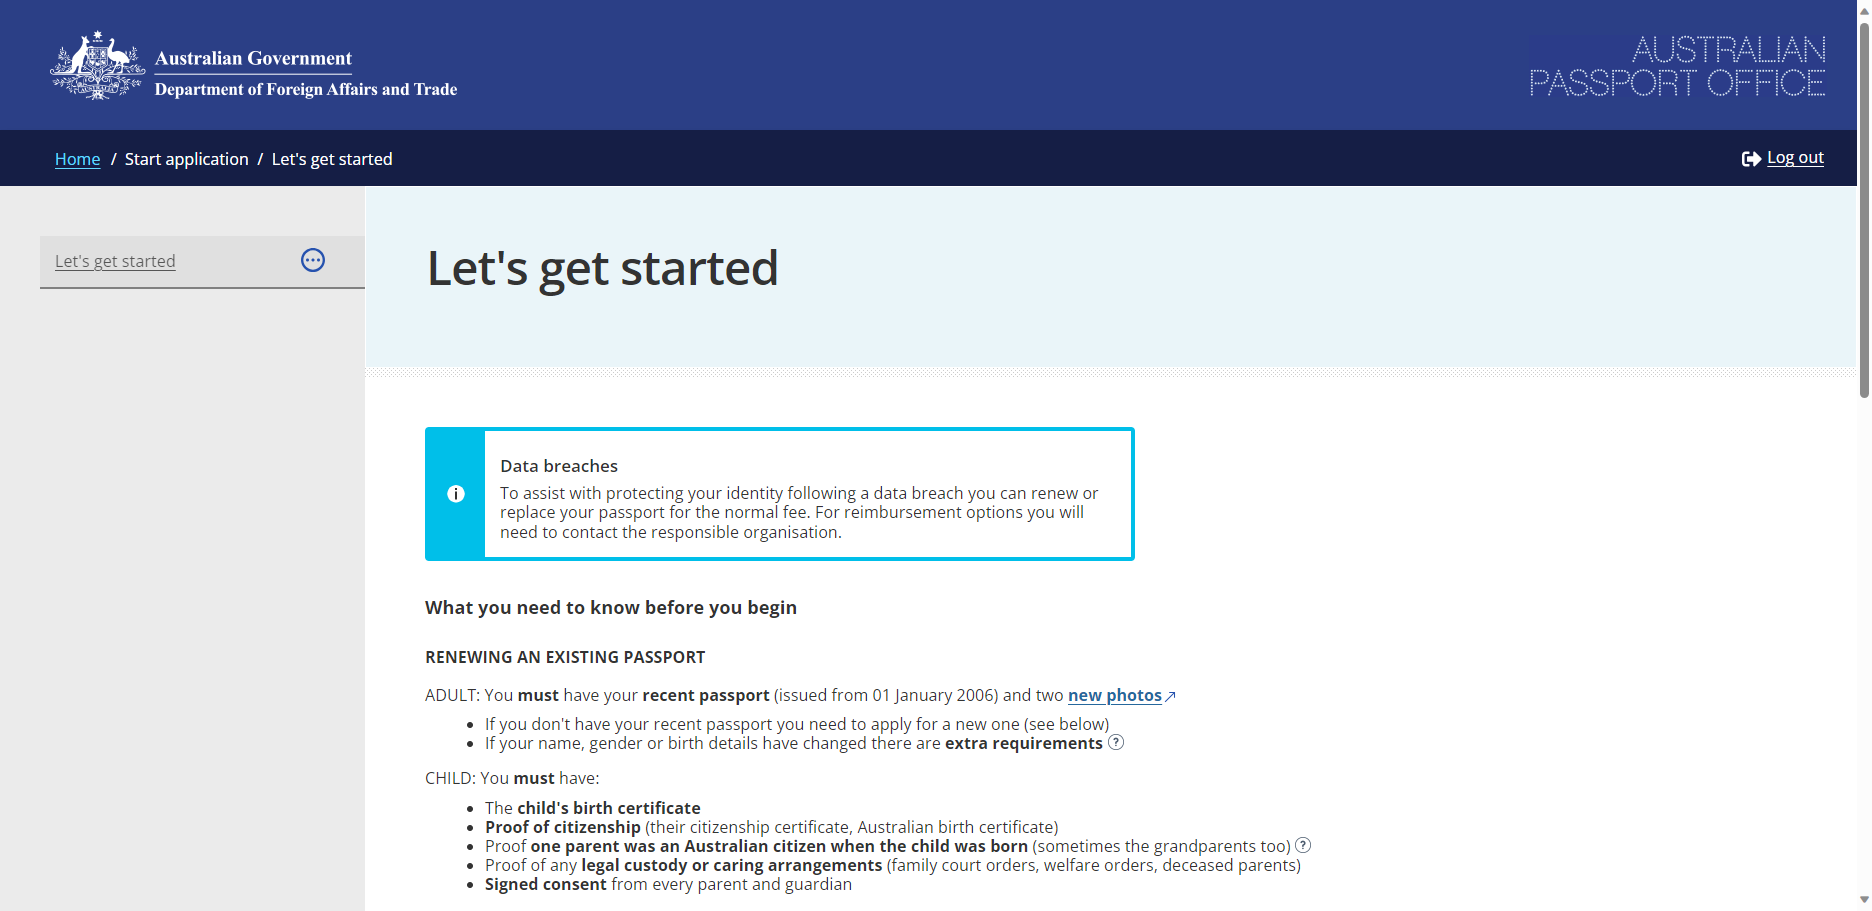 Australian Government
Department of Foreign Affairs and Trade
AUSTRALIAN
PASSPORT OFFICE
Home / Start application / Let's get started
Log out
Let's get started
Let's get started
Data breaches
To assist with protecting your identity following a data breach you can renew or
replace your passport for the normal fee. For reimbursement options you will
need to contact the responsible organisation.
What you need to know before you begin
RENEWING AN EXISTING PASSPORT
ADULT: You must have your recent passport (issued from 01 January 2006) and two new photos
If you don't have your recent passport you need to apply for a new one (see below)
If your name, gender or birth details have changed there are extra requirements
CHILD: You must have:
The child's birth certificate
Proof of citizenship (their citizenship certificate, Australian birth certificate)
Proof one parent was an Australian citizen when the child was born (sometimes the grandparents too)
Proof of any legal custody or caring arrangements (family court orders, welfare orders, deceased parents)
Signed consent from every parent and guardian